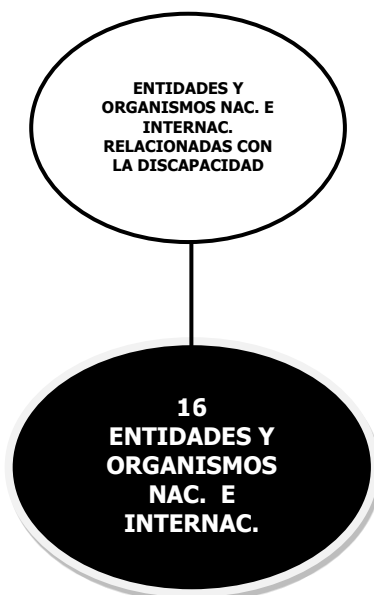 ENTIDADES Y
ORGANISMOS NAC. E
INTERNAC.
RELACIONADAS CON
LA DISCAPACIDAD
16
ENTIDADES Y
ORGANISMOS
NAC. E
INTERNAC.